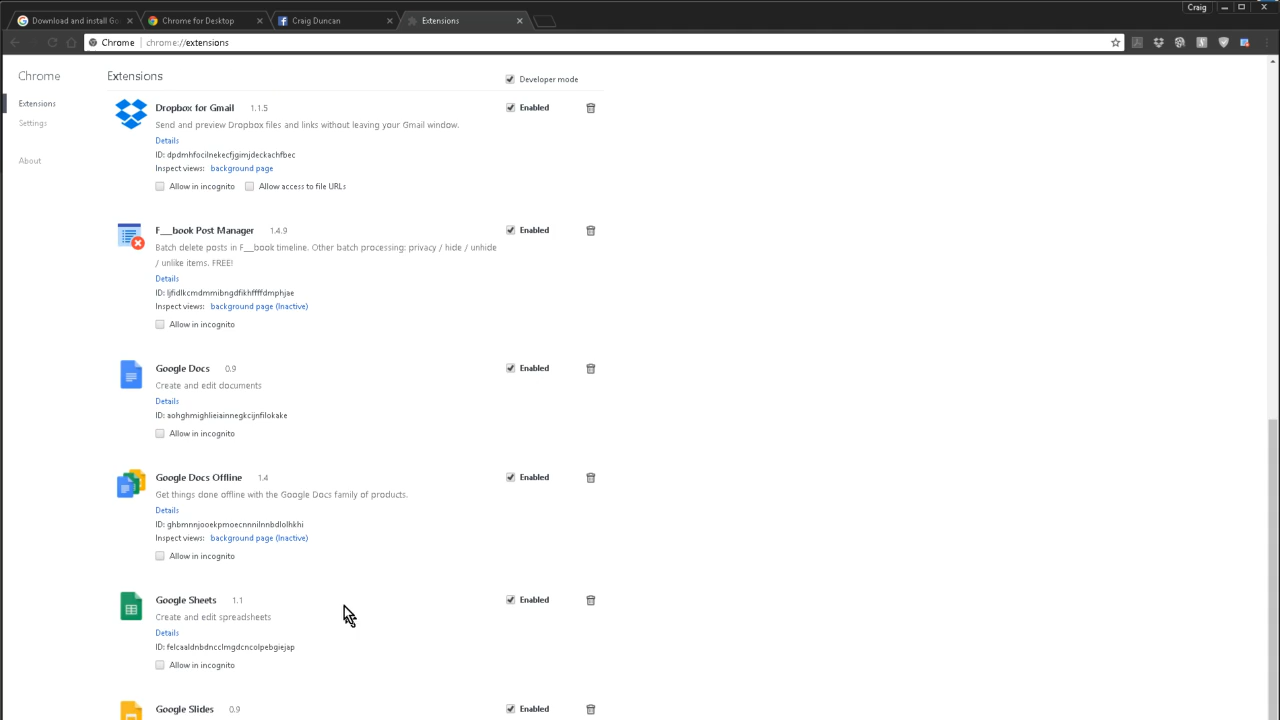 Craig
Download and install Go
Chrome for Desktop
Craig Duncan
Extensions
Chrome
chrome://extensions
Chrome
Extensions
Developer mode
Extensions
Settings
About
Dropbox for Gmail 1.1.5
Enabled
Send and preview Dropbox files and links without leaving your Gmail window.
Details
ID: dpdmhfocilnekecfjgimjdeckachfbec
Inspect views: background page
Allow in incognito Allow access to file URLs
F__book Post Manager 1.4.9
Enabled
Batch delete posts in F__book timeline. Other batch processing: privacy / hide / unhide
/ unlike items. FREE!
Details
ID: ljfidlkcmdmmibngdfikhffffdmphjae
Inspect views: background page (Inactive)
Allow in incognito
Google Docs 0.9
Enabled
Create and edit documents
Details
ID: aohghmighlieiainnegkcijnfilokake
Allow in incognito
Google Docs Offline 1.4
Enabled
Get things done offline with the Google Docs family of products.
Details
ID: ghbmnnjooekpmoecnnnilnnbdlolhkhi
Inspect views: background page (Inactive)
Allow in incognito
Google Sheets 1.1
Enabled
Create and edit spreadsheets
Details
ID: felcaaldnbdncclmgdcncolpebgiejap
Allow in incognito
Google Slides 0.9
Enabled